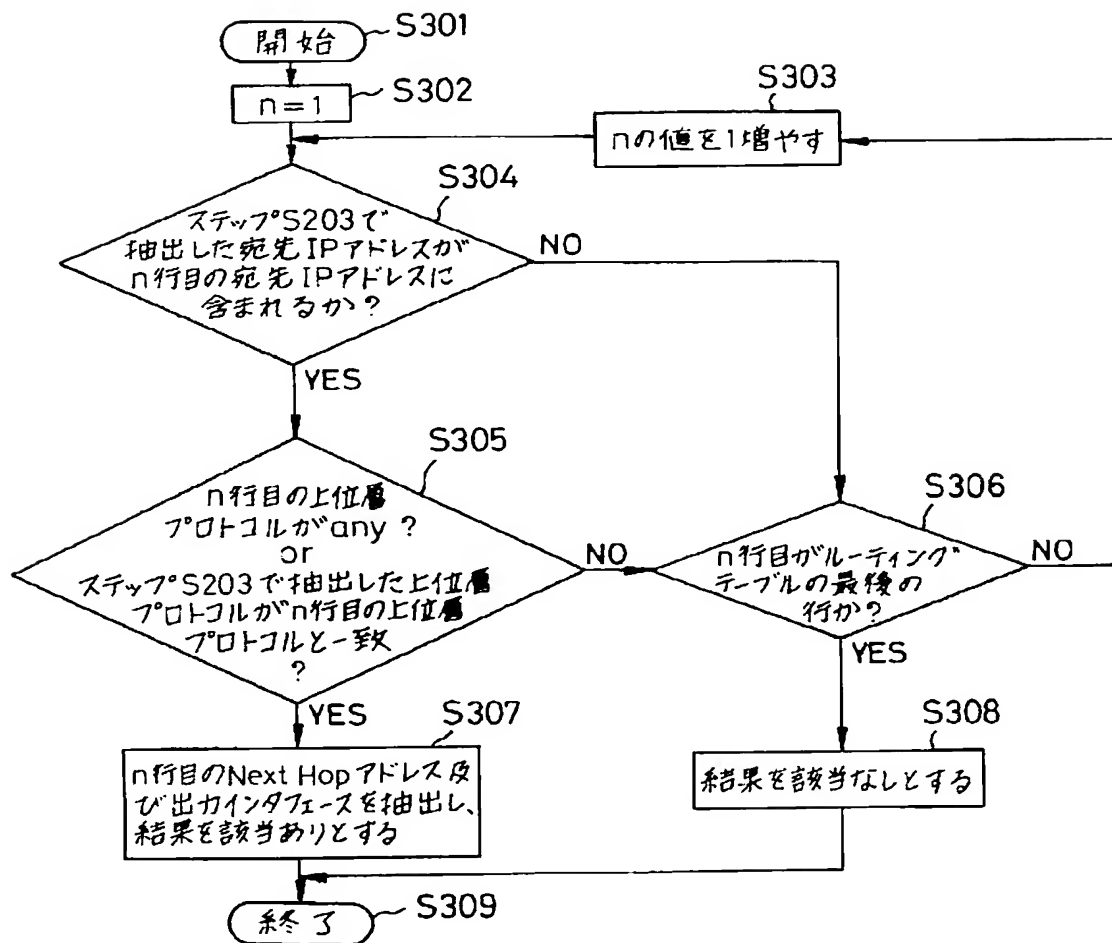 開始
S301
n=1
S302
S303
nの値を1増やす
S304
ステップS203で
抽出した宛先IPアドレスが
n行目の宛先IPアドレスに
含まれるか?
NO
YES
S305
n行目の上位層
プロトコルがany?
or
ステップS203で抽出した上位層
プロトコルがn行目の上位層
プロトコルと一致
?
NO
YES
S306
n行目がルーティング
テーブルの最後の
行か?
NO
YES
S307
n行目のNext Hopアドレス及
び出力インタフェースを抽出し、
結果を該当ありとする
S308
結果を該当なしとする
終了
S309